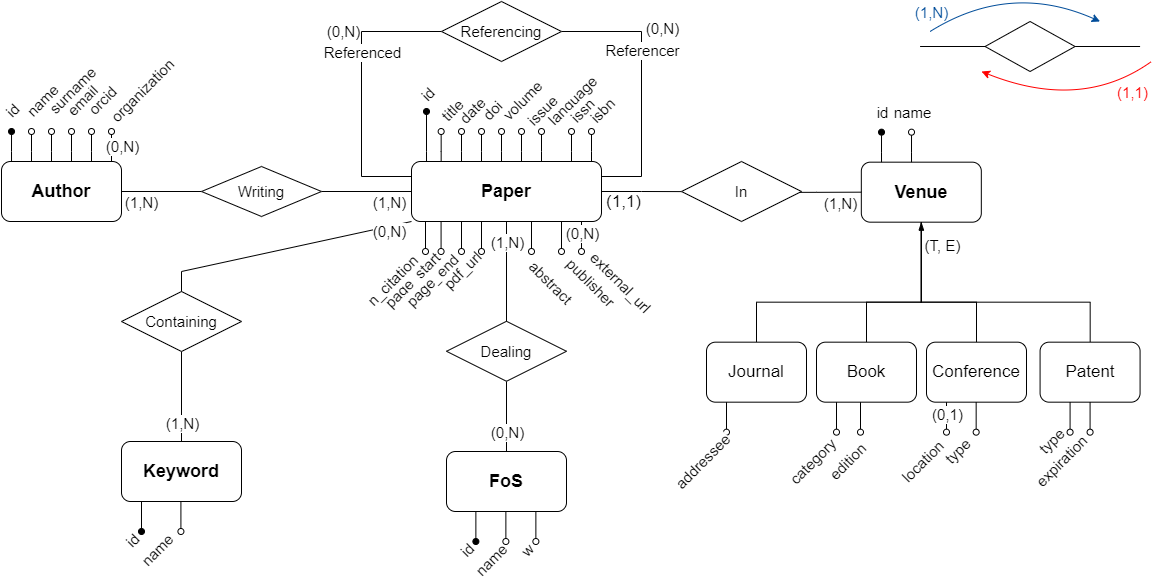 (1,N)
(1,1)
(0,N)
Referenced
Referencing
(0,N)
Referencer
id
name
surname
email
orcid
organization
(0,N)
id
title
date
doi
volume
issue
language
issn
isbn
id
name
Author
(1,N)
Writing
(1,N)
Paper
(1,1)
In
(1,N)
Venue
(0,N)
n_citation
page_start
page_end
pdf_url
(1,N)
abstract
publisher
(0,N)
external_url
(T, E)
Containing
Dealing
Journal
Book
Conference
Patent
addressee
category
edition
(0,1)
location
type
type
expiration
(1,N)
Keyword
id
name
(0,N)
FoS
id
name
w